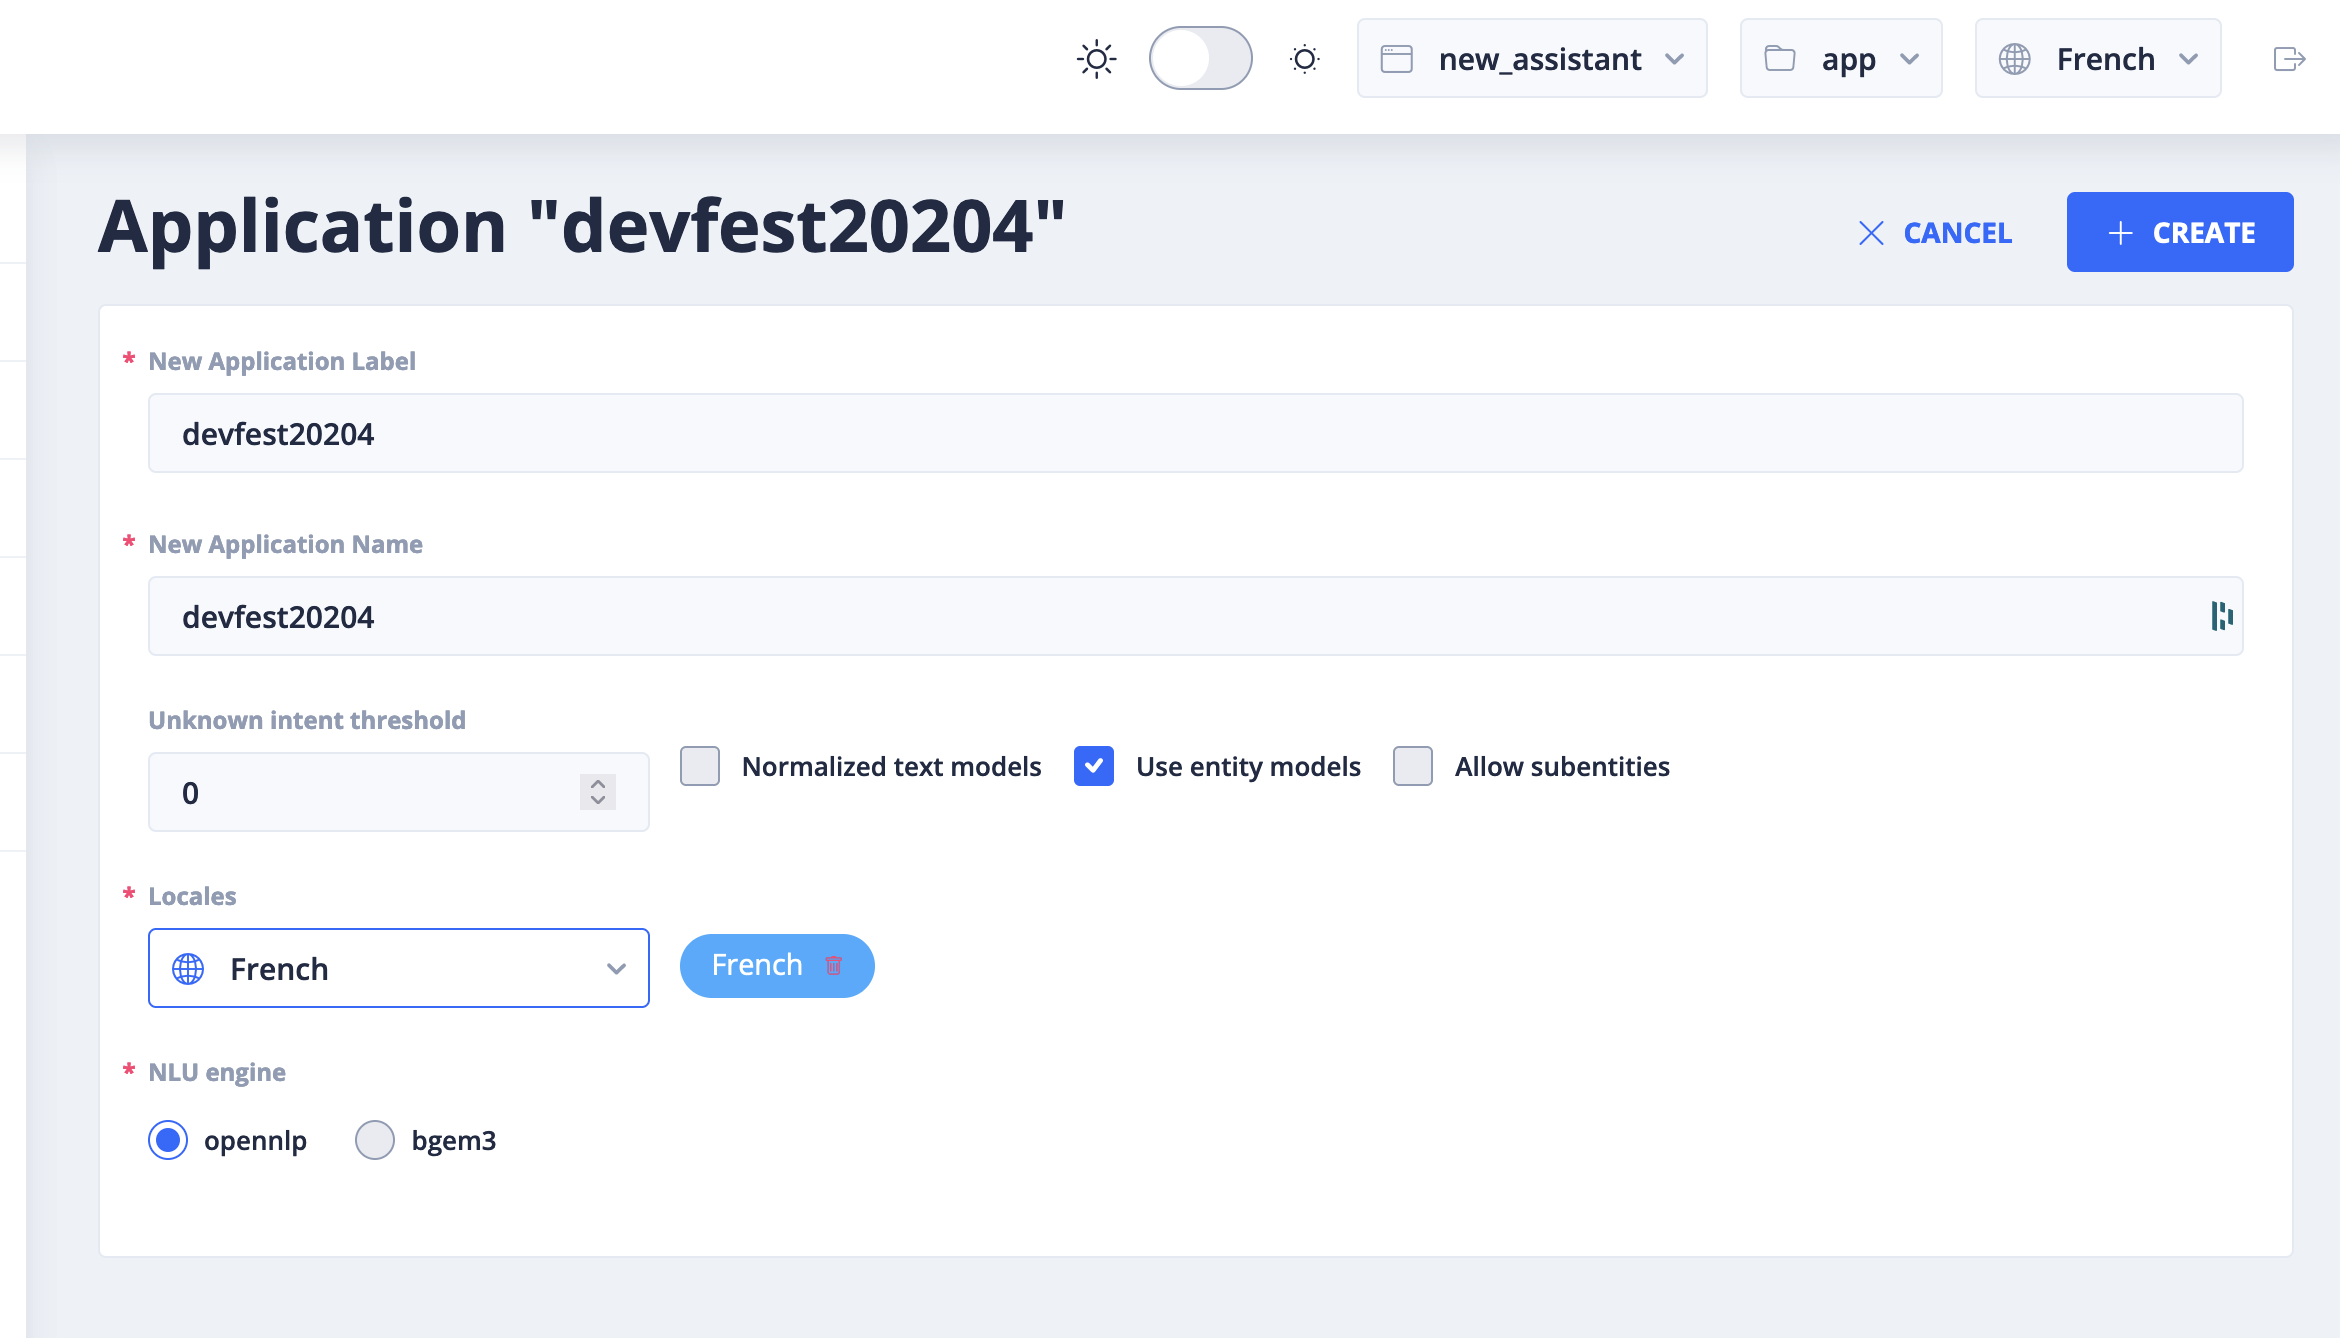 new_assistant app French
Application "devfest20204"
CANCEL
CREATE
* New Application Label
devfest20204
* New Application Name
devfest20204
Unknown intent threshold
0
Normalized text models
Use entity models
Allow subentities
* Locales
French
French
* NLU engine
opennlp bgem3